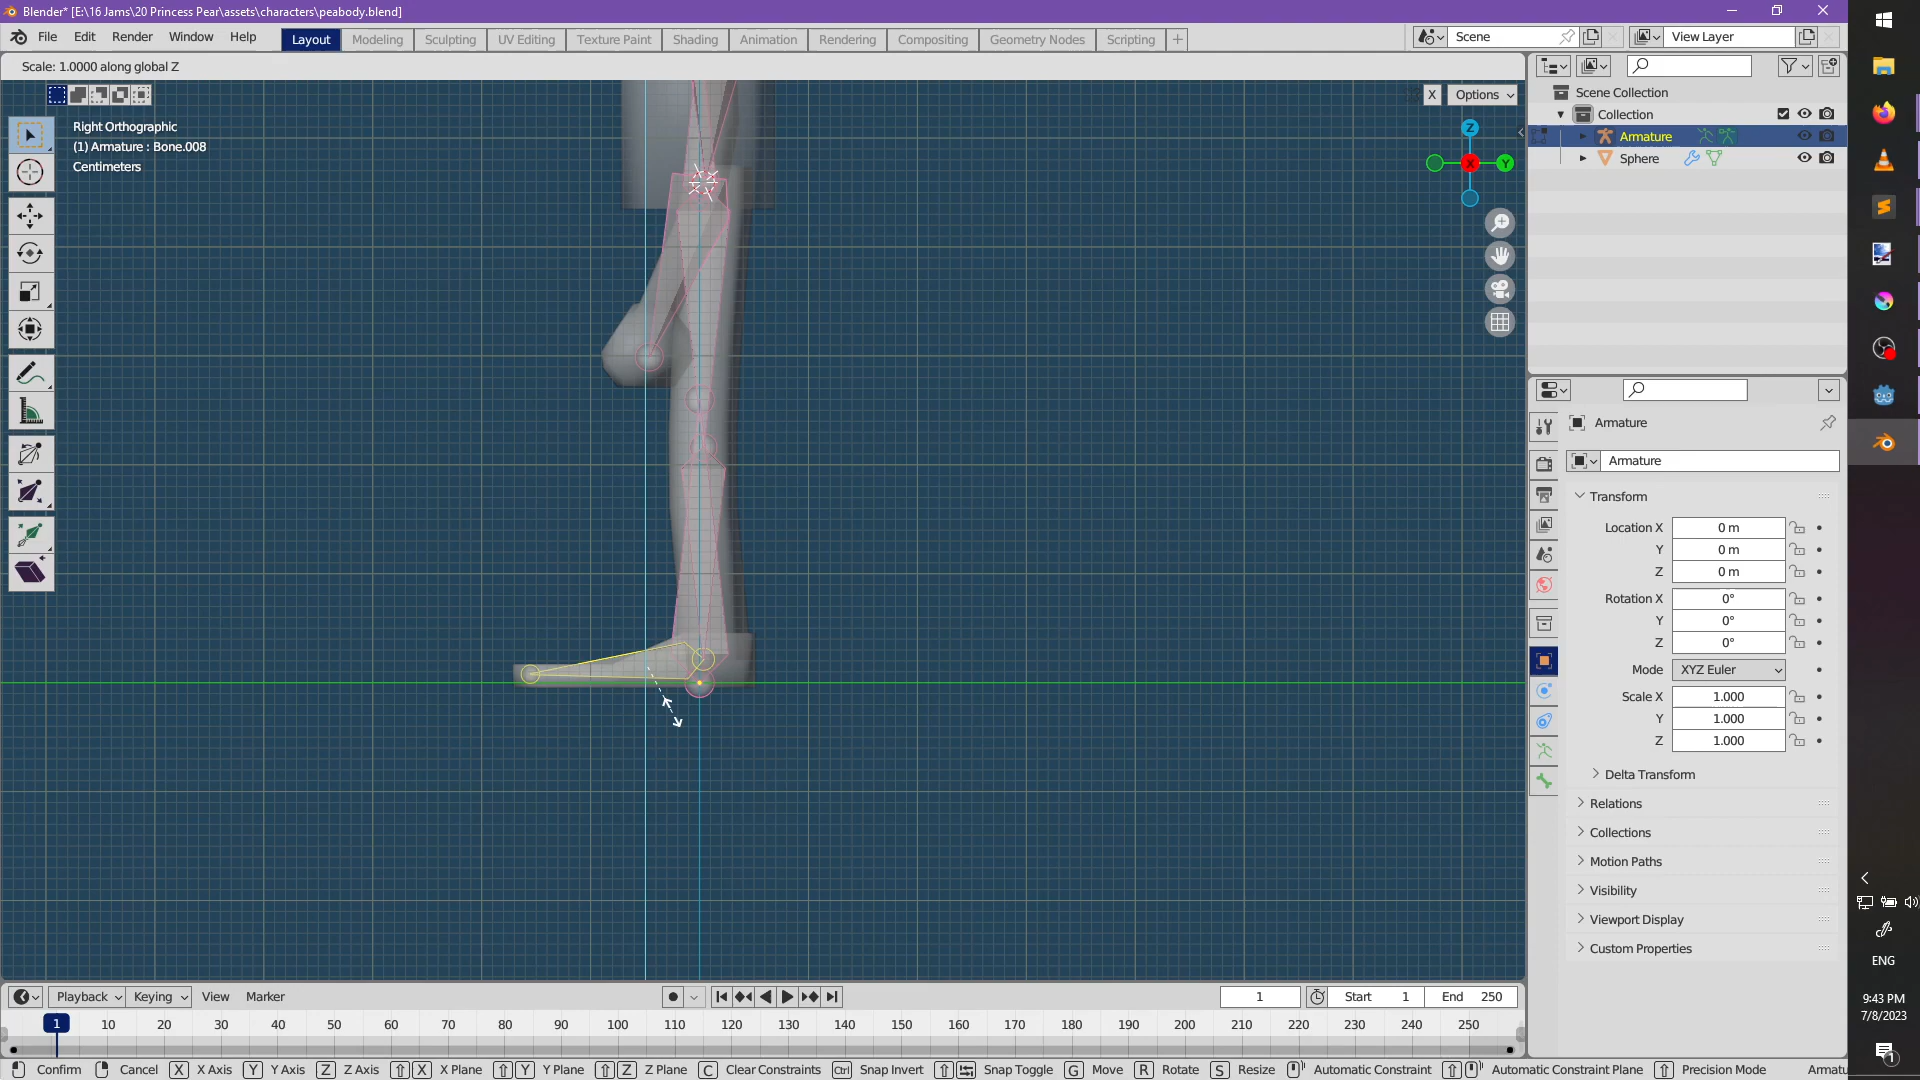 Blender* [E:\16 Jams\20 Princess Pear\assets\characters\peabody.blend]
File Edit Render Window Help Layout Modeling Sculpting UV Editing Texture Paint Shading Animation Rendering Compositing Geometry Nodes Scripting + Scene View Layer
Scale: 1.0000 along global Z
X Options
Right Orthographic
(1) Armature : Bone.008
Centimeters
Z
X Y
Scene Collection
Collection
Armature
Sphere
Armature
Armature
Transform
Location X 0 m
Y 0 m
Z 0 m
Rotation X 0°
Y 0°
Z 0°
Mode XYZ Euler
Scale X 1.000
Y 1.000
Z 1.000
Delta Transform
Relations
Collections
Motion Paths
Visibility
Viewport Display
Custom Properties
Playback Keying View Marker 1 Start 1 End 250
1 10 20 30 40 50 60 70 80 90 100 110 120 130 140 150 160 170 180 190 200 210 220 230 240 250
Confirm Cancel X X Axis Y Y Axis Z Z Axis X X Plane Y Y Plane Z Z Plane C Clear Constraints Ctrl Snap Invert Snap Toggle G Move R Rotate S Resize Automatic Constraint Automatic Constraint Plane Precision Mode Armatu
ENG
9:43 PM
7/8/2023
1